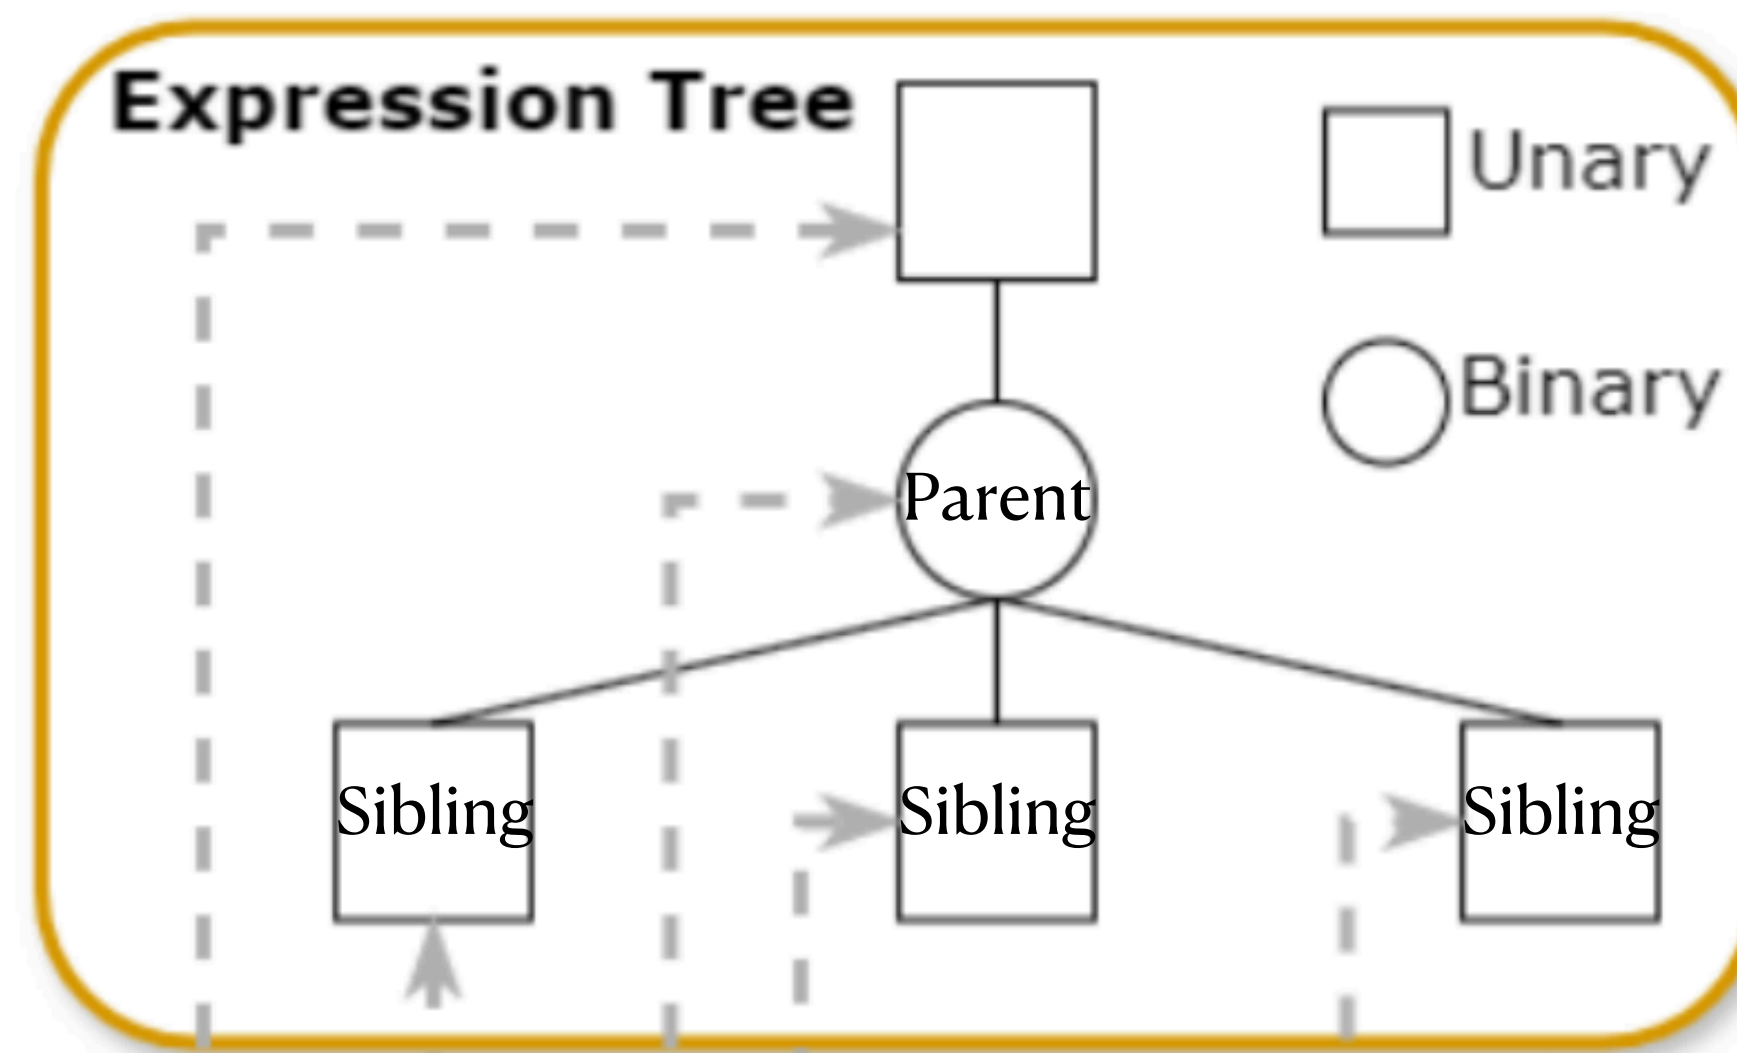 Expression Tree
Unary
Binary
Parent
Sibling
Sibling
Sibling